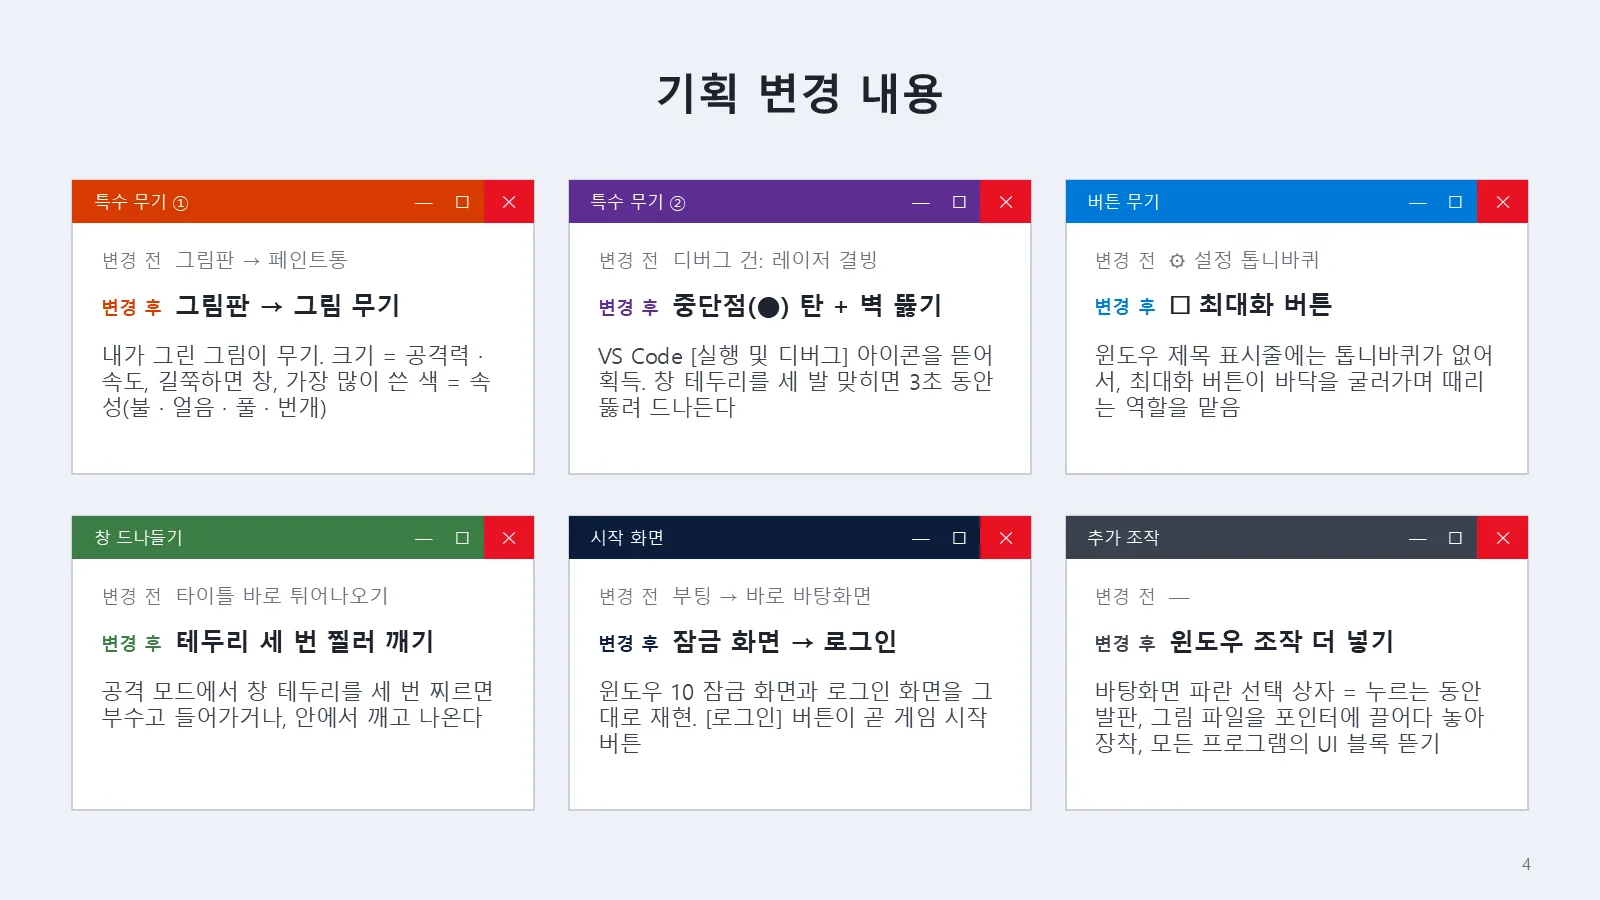 기획 변경 내용
특수 무기 ① — □ ×
변경 전 그림판 → 페인트통
변경 후 그림판 → 그림 무기
내가 그린 그림이 무기. 크기 = 공격력 ·
속도, 길쭉하면 창, 가장 많이 쓴 색 = 속
성(불 · 얼음 · 풀 · 번개)
특수 무기 ② — □ ×
변경 전 디버그 건: 레이저 결빙
변경 후 중단점(●) 탄 + 벽 뚫기
VS Code [실행 및 디버그] 아이콘을 뜯어
획득. 창 테두리를 세 발 맞히면 3초 동안
뚫려 드나든다
버튼 무기 — □ ×
변경 전 ⚙ 설정 톱니바퀴
변경 후 □ 최대화 버튼
윈도우 제목 표시줄에는 톱니바퀴가 없어
서, 최대화 버튼이 바닥을 굴러가며 때리
는 역할을 맡음
창 드나들기 — □ ×
변경 전 타이틀 바로 튀어나오기
변경 후 테두리 세 번 찔러 깨기
공격 모드에서 창 테두리를 세 번 찌르면
부수고 들어가거나, 안에서 깨고 나온다
시작 화면 — □ ×
변경 전 부팅 → 바로 바탕화면
변경 후 잠금 화면 → 로그인
윈도우 10 잠금 화면과 로그인 화면을 그
대로 재현. [로그인] 버튼이 곧 게임 시작
버튼
추가 조작 — □ ×
변경 전 —
변경 후 윈도우 조작 더 넣기
바탕화면 파란 선택 상자 = 누르는 동안
발판, 그림 파일을 포인터에 끌어다 놓아
장착, 모든 프로그램의 UI 블록 뜯기
4